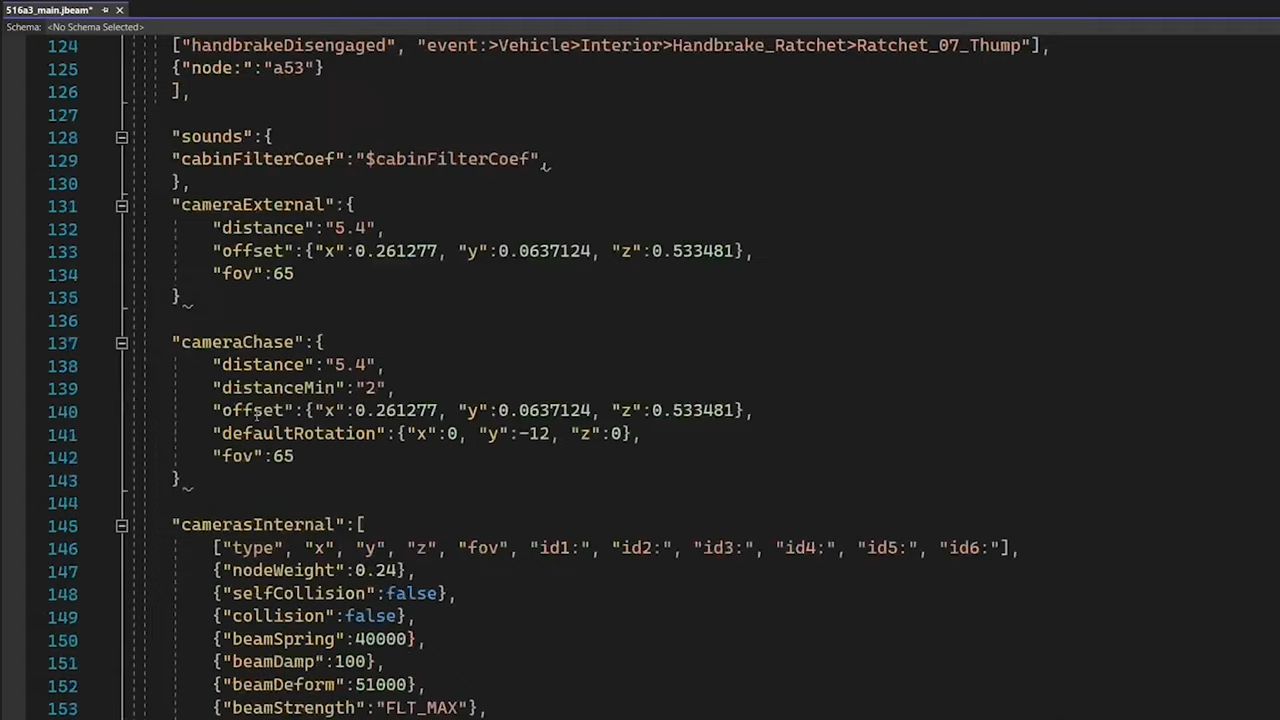 516a3_main.jbeam*
Schema: <No Schema Selected>
124 ["handbrakeDisengaged", "event:>Vehicle>Interior>Handbrake_Ratchet>Ratchet_07_Thump"],
125 {"node:":"a53"}
126 ],
127
128 "sounds":{
129 "cabinFilterCoef":"$cabinFilterCoef",
130 },
131 "cameraExternal":{
132 "distance":"5.4",
133 "offset":{"x":0.261277, "y":0.0637124, "z":0.533481},
134 "fov":65
135 }
136
137 "cameraChase":{
138 "distance":"5.4",
139 "distanceMin":"2",
140 "offset":{"x":0.261277, "y":0.0637124, "z":0.533481},
141 "defaultRotation":{"x":0, "y":-12, "z":0},
142 "fov":65
143 }
144
145 "camerasInternal":[
146 ["type", "x", "y", "z", "fov", "id1:", "id2:", "id3:", "id4:", "id5:", "id6:"],
147 {"nodeWeight":0.24},
148 {"selfCollision":false},
149 {"collision":false},
150 {"beamSpring":40000},
151 {"beamDamp":100},
152 {"beamDeform":51000},
153 {"beamStrength":"FLT_MAX"},